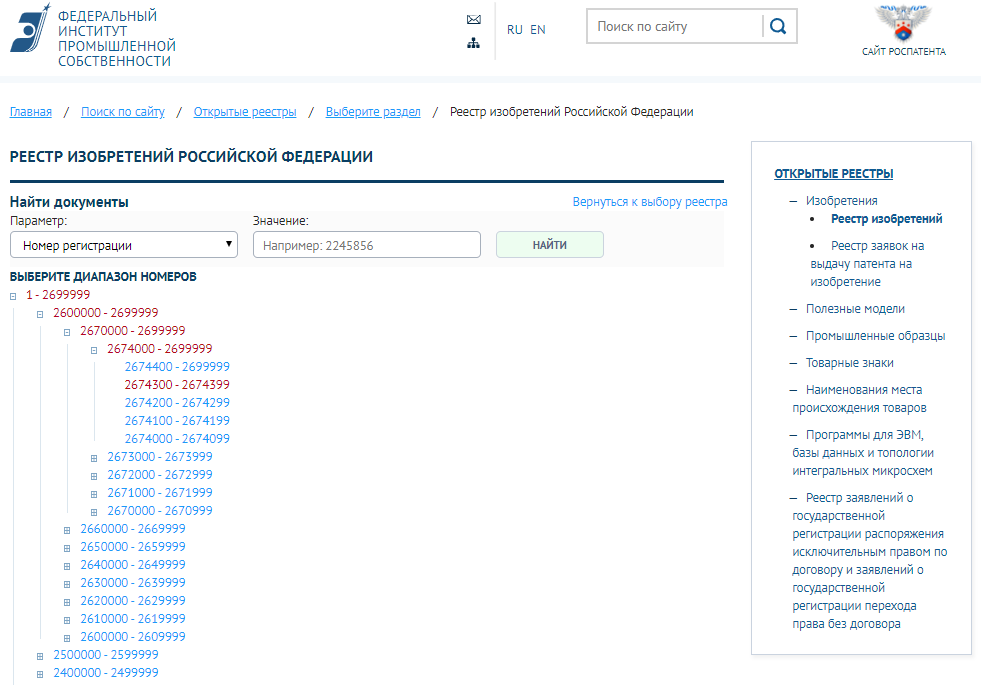 ФЕДЕРАЛЬНЫЙ
ИНСТИТУТ
ПРОМЫШЛЕННОЙ
СОБСТВЕННОСТИ
RU EN
Поиск по сайту
САЙТ РОСПАТЕНТА
Главная / Поиск по сайту / Открытые реестры / Выберите раздел / Реестр изобретений Российской Федерации
РЕЕСТР ИЗОБРЕТЕНИЙ РОССИЙСКОЙ ФЕДЕРАЦИИ
Найти документы
Вернуться к выбору реестра
Параметр:
Значение:
Номер регистрации
Например: 2245856
НАЙТИ
ВЫБЕРИТЕ ДИАПАЗОН НОМЕРОВ
1 - 2699999
2600000 - 2699999
2670000 - 2699999
2674000 - 2699999
2674400 - 2699999
2674300 - 2674399
2674200 - 2674299
2674100 - 2674199
2674000 - 2674099
2673000 - 2673999
2672000 - 2672999
2671000 - 2671999
2670000 - 2670999
2660000 - 2669999
2650000 - 2659999
2640000 - 2649999
2630000 - 2639999
2620000 - 2629999
2610000 - 2619999
2600000 - 2609999
2500000 - 2599999
2400000 - 2499999
ОТКРЫТЫЕ РЕЕСТРЫ
— Изобретения
• Реестр изобретений
• Реестр заявок на
выдачу патента на
изобретение
— Полезные модели
— Промышленные образцы
— Товарные знаки
— Наименования места
происхождения товаров
— Программы для ЭВМ,
базы данных и топологии
интегральных микросхем
— Реестр заявлений о
государственной
регистрации распоряжения
исключительным правом по
договору и заявлений о
государственной
регистрации перехода
права без договора